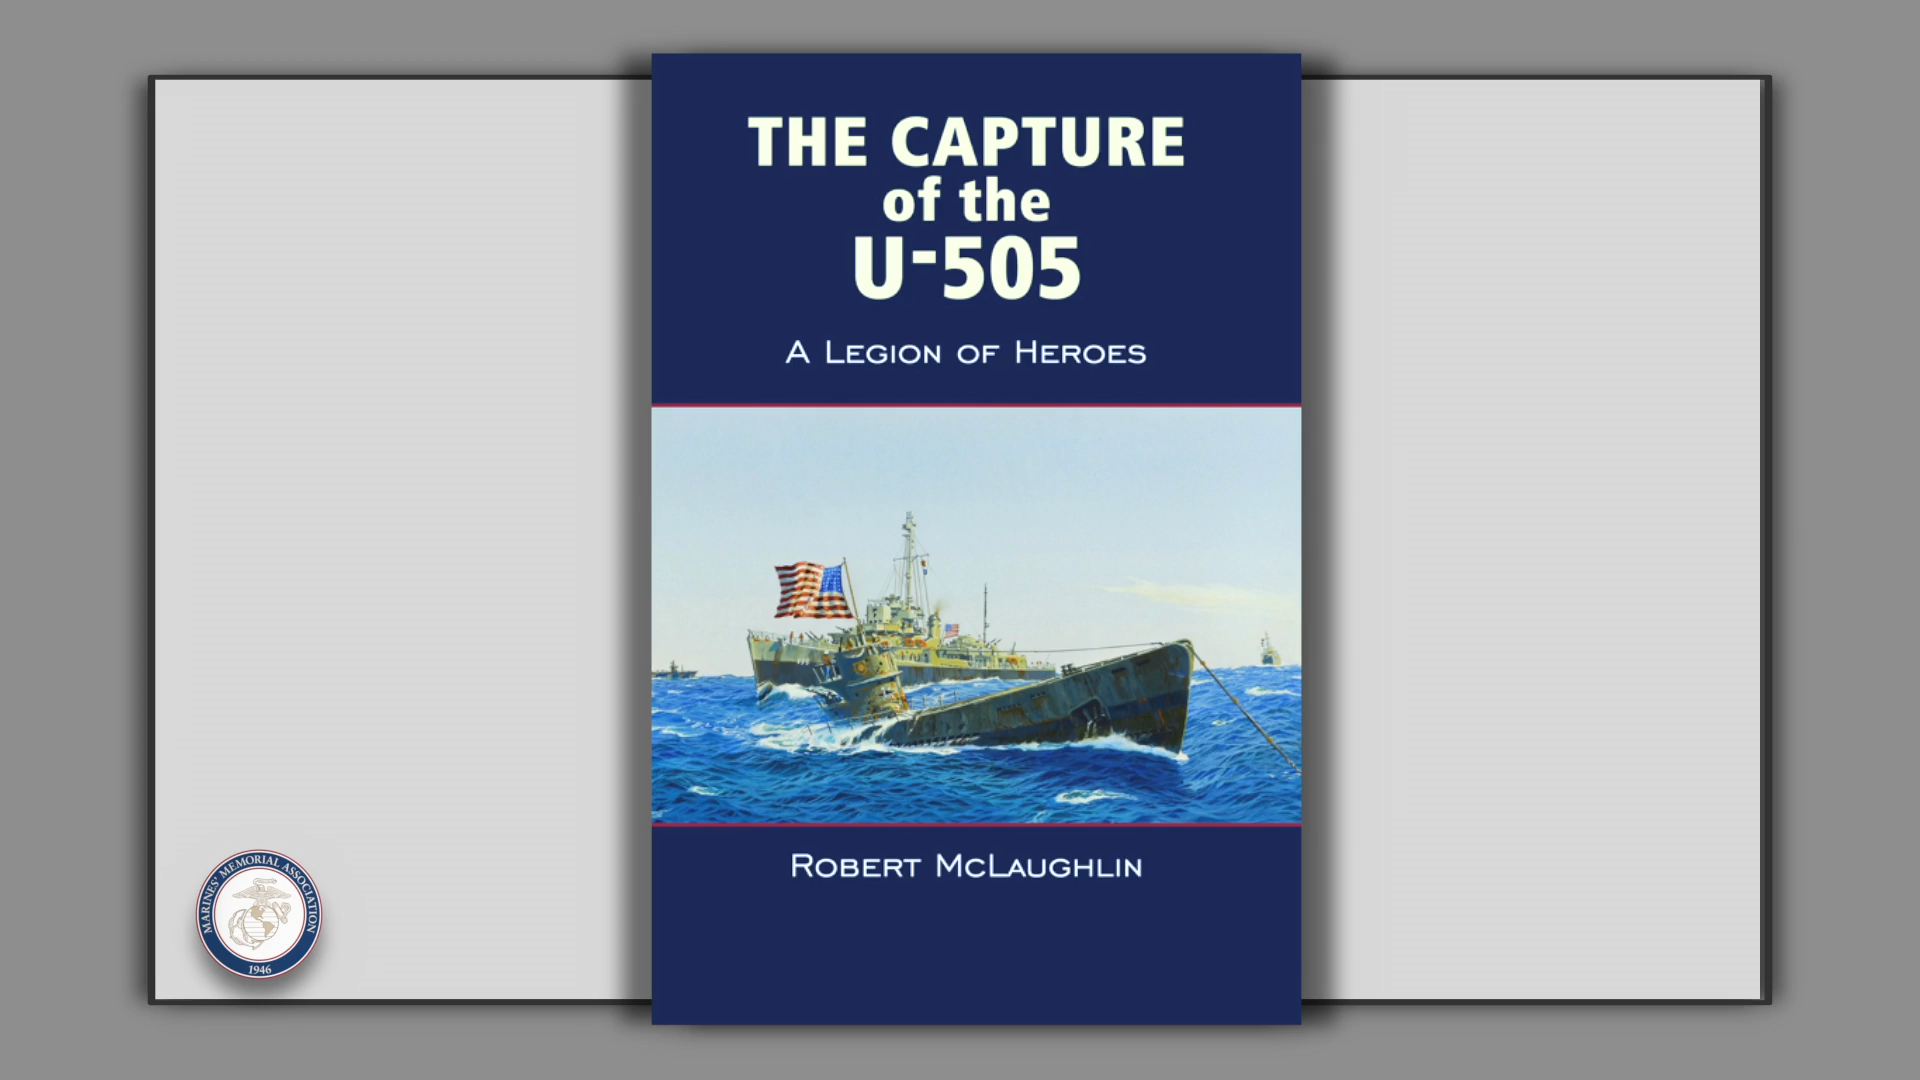 THE CAPTURE
of the
U-505
A LEGION OF HEROES
ROBERT MCLAUGHLIN
MARINES' MEMORIAL ASSOCIATION
1946